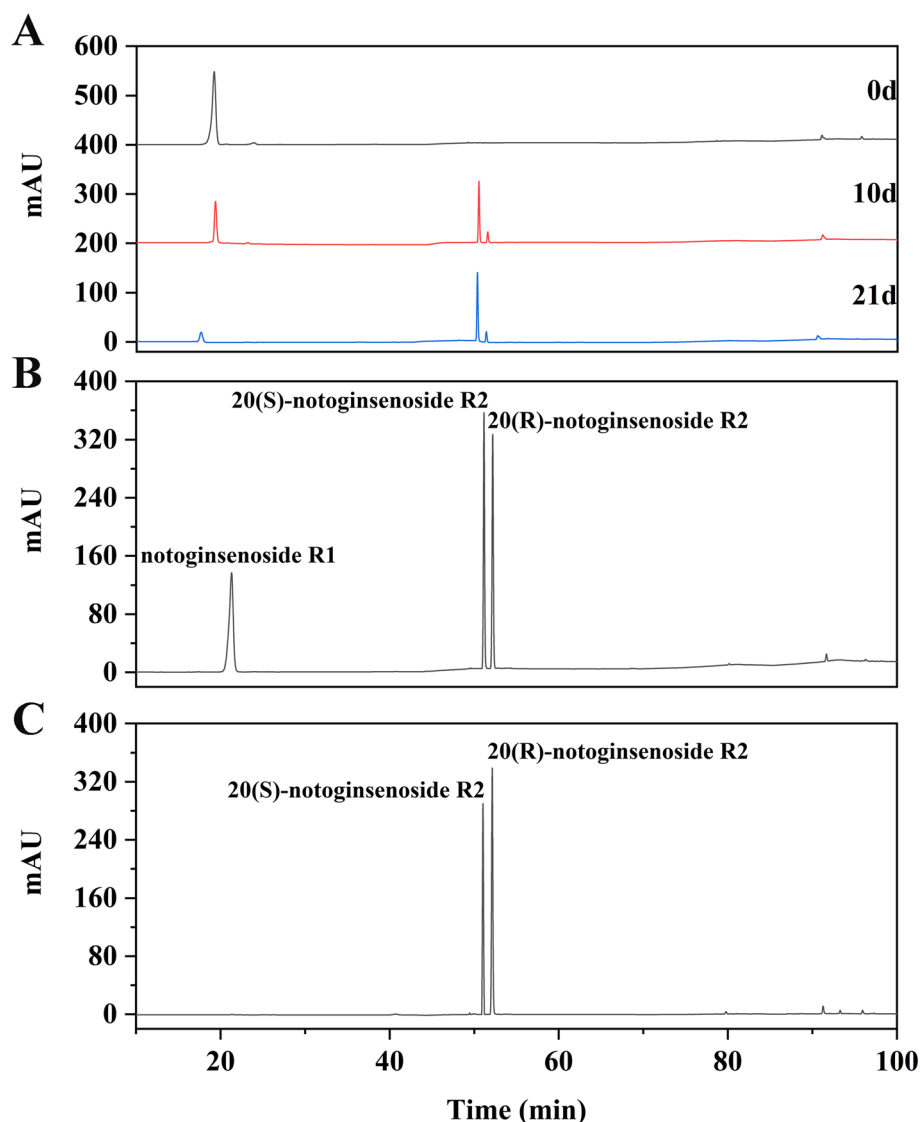 A
600
500
400
300
200
100
0
mAU
0d
10d
21d
B
400
320
240
160
80
0
mAU
20(S)-notoginsenoside R2
20(R)-notoginsenoside R2
notoginsenoside R1
C
400
320
240
160
80
0
mAU
20(R)-notoginsenoside R2
20(S)-notoginsenoside R2
20 40 60 80 100
Time (min)